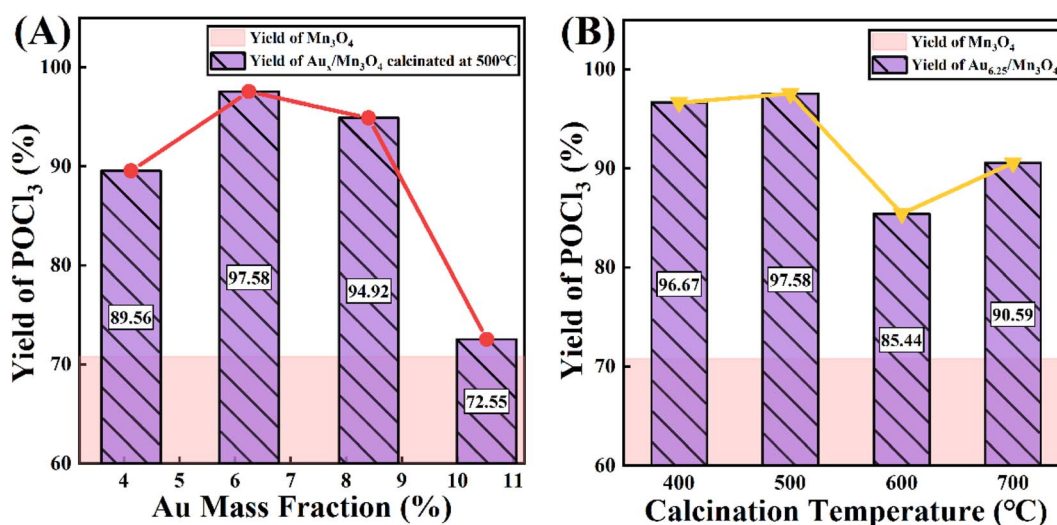 (A)
Yield of Mn₃O₄
Yield of Auₓ/Mn₃O₄ calcinated at 500°C
Yield of POCl₃ (%)
100
90
80
70
60
89.56
97.58
94.92
72.55
4 5 6 7 8 9 10 11
Au Mass Fraction (%)
(B)
Yield of Mn₃O₄
Yield of Au₆.₂₅/Mn₃O₄
Yield of POCl₃ (%)
100
90
80
70
60
96.67
97.58
85.44
90.59
400 500 600 700
Calcination Temperature (°C)